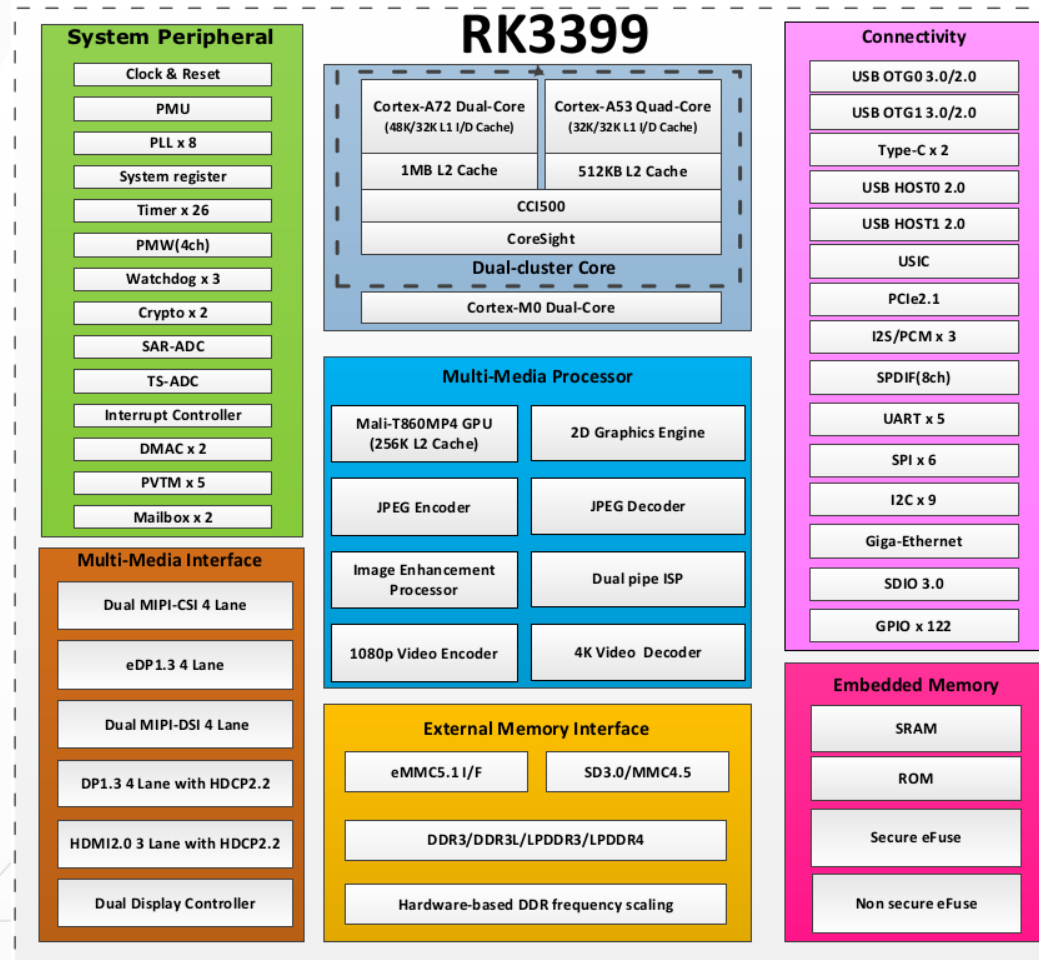 RK3399
System Peripheral
Clock & Reset
PMU
PLL x 8
System register
Timer x 26
PMW(4ch)
Watchdog x 3
Crypto x 2
SAR-ADC
TS-ADC
Interrupt Controller
DMAC x 2
PVTM x 5
Mailbox x 2
Multi-Media Interface
Dual MIPI-CSI 4 Lane
eDP1.3 4 Lane
Dual MIPI-DSI 4 Lane
DP1.3 4 Lane with HDCP2.2
HDMI2.0 3 Lane with HDCP2.2
Dual Display Controller
Cortex-A72 Dual-Core
(48K/32K L1 I/D Cache)
1MB L2 Cache
Cortex-A53 Quad-Core
(32K/32K L1 I/D Cache)
512KB L2 Cache
CCI500
CoreSight
Dual-cluster Core
Cortex-M0 Dual-Core
Multi-Media Processor
Mali-T860MP4 GPU
(256K L2 Cache)
2D Graphics Engine
JPEG Encoder
JPEG Decoder
Image Enhancement
Processor
Dual pipe ISP
1080p Video Encoder
4K Video Decoder
External Memory Interface
eMMC5.1 I/F
SD3.0/MMC4.5
DDR3/DDR3L/LPDDR3/LPDDR4
Hardware-based DDR frequency scaling
Connectivity
USB OTG0 3.0/2.0
USB OTG1 3.0/2.0
Type-C x 2
USB HOST0 2.0
USB HOST1 2.0
USIC
PCIe2.1
I2S/PCM x 3
SPDIF(8ch)
UART x 5
SPI x 6
I2C x 9
Giga-Ethernet
SDIO 3.0
GPIO x 122
Embedded Memory
SRAM
ROM
Secure eFuse
Non secure eFuse